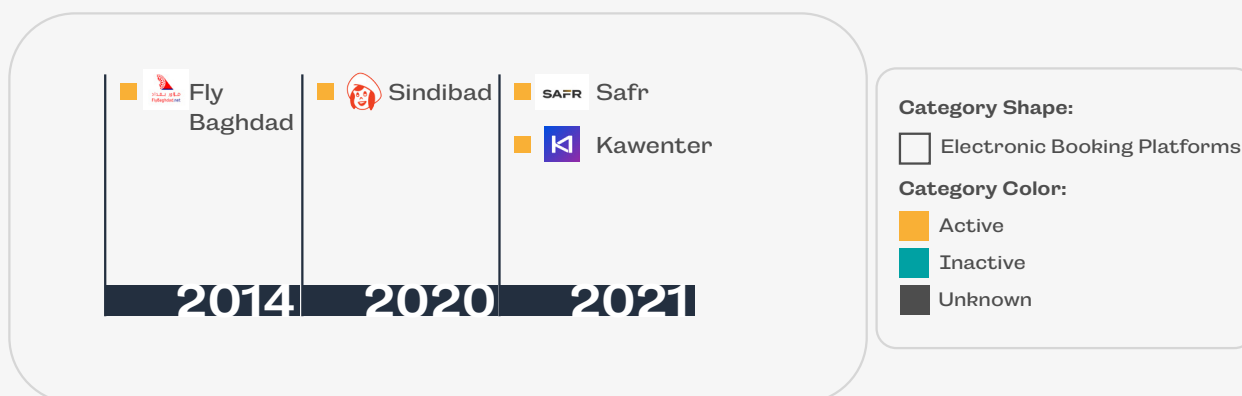 Fly
Baghdad
Sindibad
SAFR
Safr
Kawenter
2014
2020
2021
Category Shape:
Electronic Booking Platforms
Category Color:
Active
Inactive
Unknown